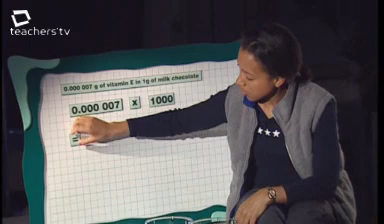 teachers'tv
0.000 007 g of vitamin E in 1g of milk chocolate
0.000 007 x 1000
=